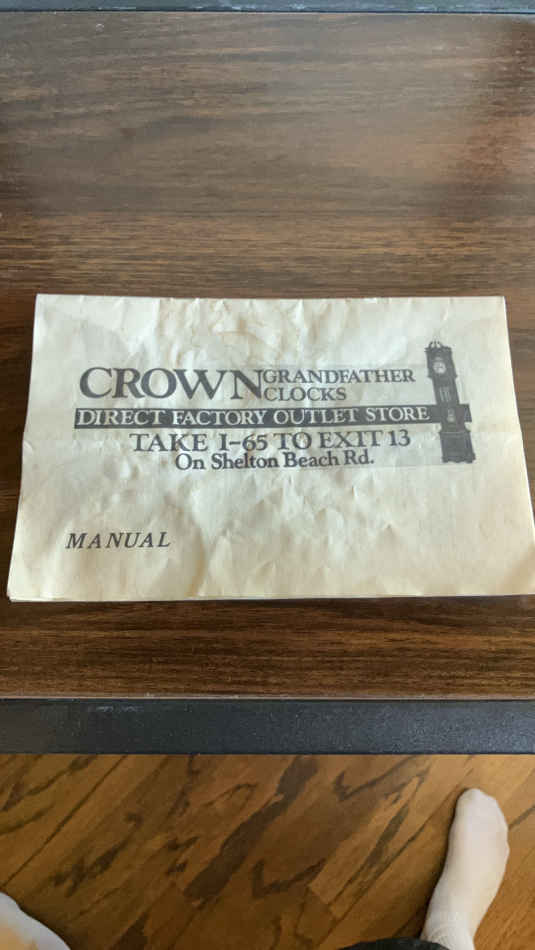 CROWN GRANDFATHER CLOCKS
DIRECT FACTORY OUTLET STORE
TAKE I-65 TO EXIT 13
On Shelton Beach Rd.
MANUAL